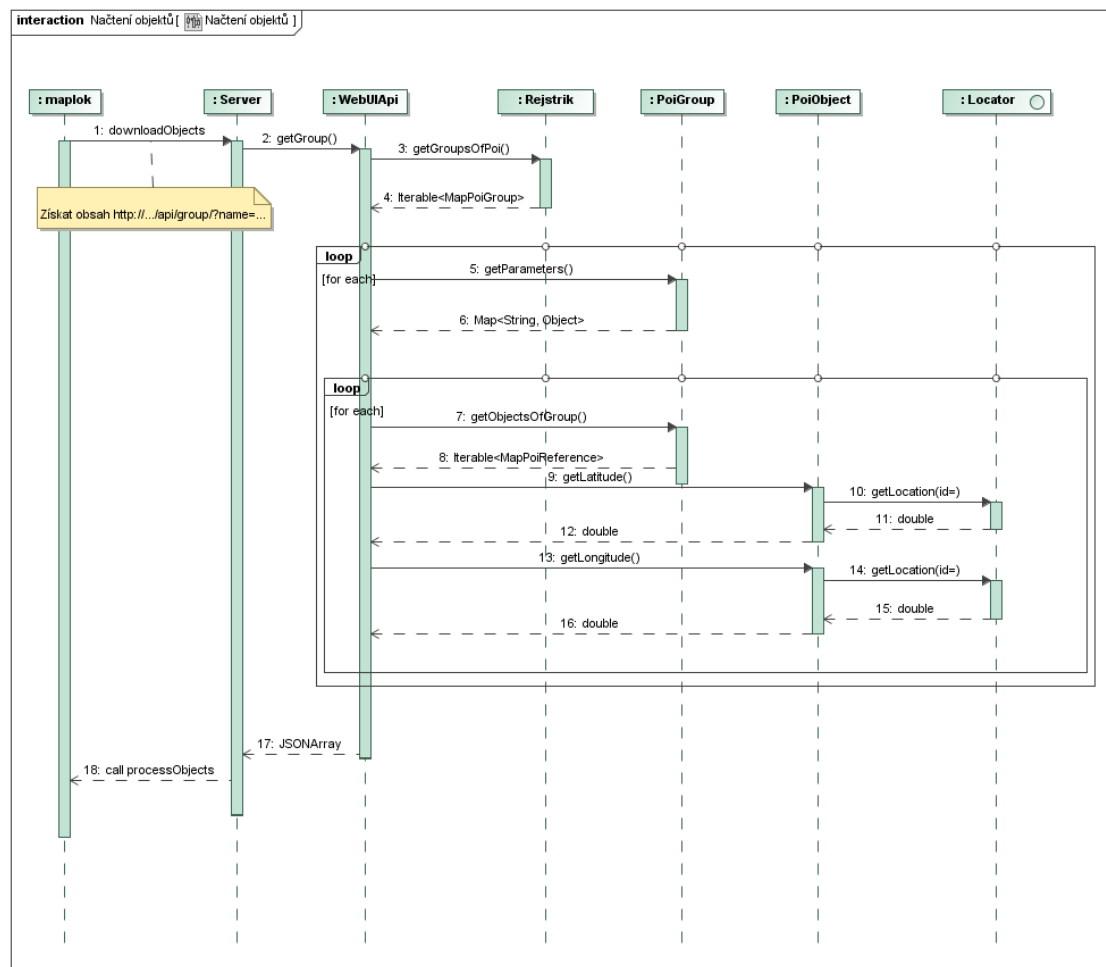 interaction Načtení objektů [ Načtení objektů ]
: maplok
: Server
: WebUIApi
: Rejstrik
: PoiGroup
: PoiObject
: Locator
1: downloadObjects
2: getGroup()
3: getGroupsOfPoi()
4: Iterable<MapPoiGroup>
Získat obsah http://.../api/group/?name=...
loop
[for each]
5: getParameters()
6: Map<String, Object>
loop
[for each]
7: getObjectsOfGroup()
8: Iterable<MapPoiReference>
9: getLatitude()
10: getLocation(id=)
11: double
12: double
13: getLongitude()
14: getLocation(id=)
15: double
16: double
17: JSONArray
18: call processObjects